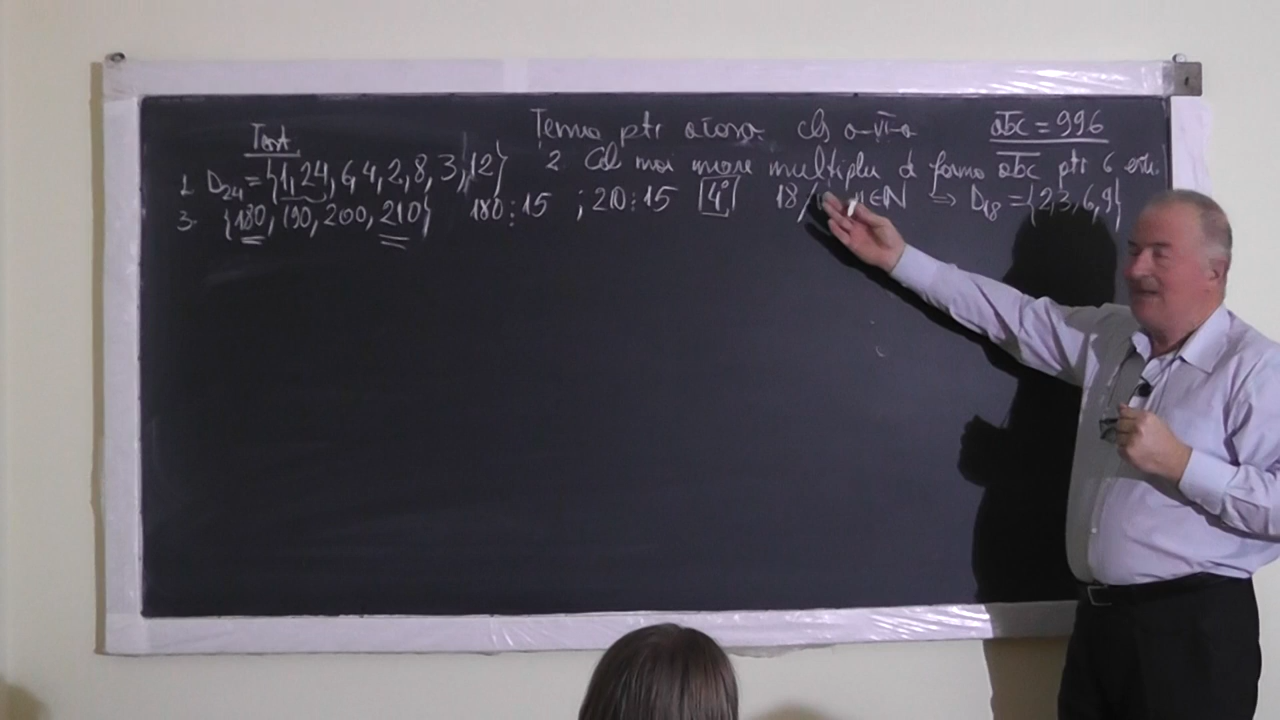 Tema ptr acasă cls a-VI-a abc = 996
Test
1. D₂₄ = {1, 24, 6, 4, 2, 8, 3, 12} 2. Cel mai mare multiplu d forma abc ptr 6 este.
3. {180, 190, 200, 210} 180:15 ; 210:15 4° 18/ n∈N ⇒ D₁₈ = {2, 3, 6, 9}